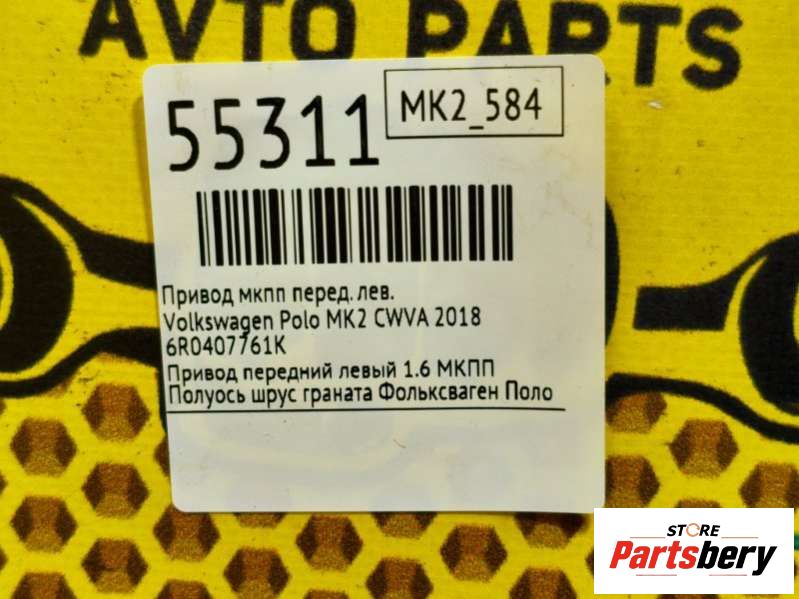 AVTO PARTS
55311
MK2_584
Привод мкпп перед. лев.
Volkswagen Polo MK2 CWVA 2018
6R0407761K
Привод передний левый 1.6 МКПП
Полуось шрус граната Фольксваген Поло
STORE
Partsbery